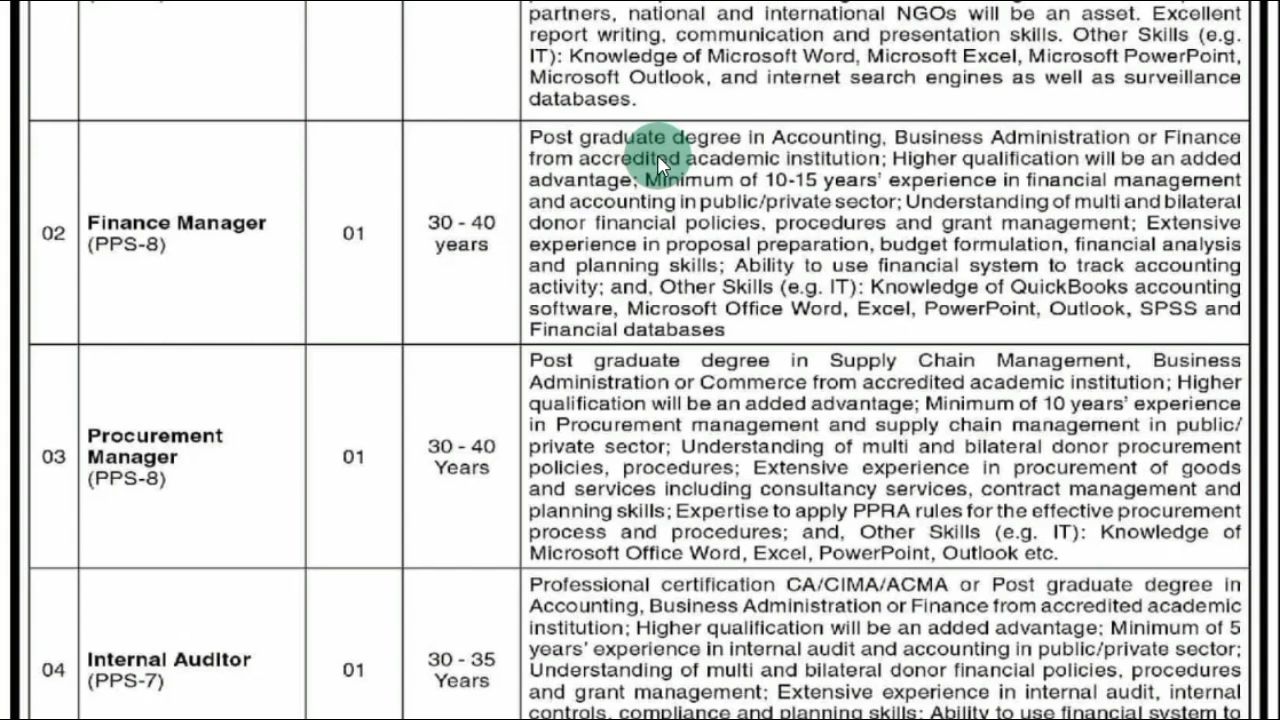 partners, national and international NGOs will be an asset. Excellent
report writing, communication and presentation skills. Other Skills (e.g.
IT): Knowledge of Microsoft Word, Microsoft Excel, Microsoft PowerPoint,
Microsoft Outlook, and internet search engines as well as surveillance
databases.
02
Finance Manager
(PPS-8)
01
30 - 40
years
Post graduate degree in Accounting, Business Administration or Finance
from accredited academic institution; Higher qualification will be an added
advantage; Minimum of 10-15 years' experience in financial management
and accounting in public/private sector; Understanding of multi and bilateral
donor financial policies, procedures and grant management; Extensive
experience in proposal preparation, budget formulation, financial analysis
and planning skills; Ability to use financial system to track accounting
activity; and, Other Skills (e.g. IT): Knowledge of QuickBooks accounting
software, Microsoft Office Word, Excel, PowerPoint, Outlook, SPSS and
Financial databases
03
Procurement
Manager
(PPS-8)
01
30 - 40
Years
Post graduate degree in Supply Chain Management, Business
Administration or Commerce from accredited academic institution; Higher
qualification will be an added advantage; Minimum of 10 years' experience
in Procurement management and supply chain management in public/
private sector; Understanding of multi and bilateral donor procurement
policies, procedures; Extensive experience in procurement of goods
and services including consultancy services, contract management and
planning skills; Expertise to apply PPRA rules for the effective procurement
process and procedures; and, Other Skills (e.g. IT): Knowledge of
Microsoft Office Word, Excel, PowerPoint, Outlook etc.
04
Internal Auditor
(PPS-7)
01
30 - 35
Years
Professional certification CA/CIMA/ACMA or Post graduate degree in
Accounting, Business Administration or Finance from accredited academic
institution; Higher qualification will be an added advantage; Minimum of 5
years' experience in internal audit and accounting in public/private sector;
Understanding of multi and bilateral donor financial policies, procedures
and grant management; Extensive experience in internal audit, internal
controls, compliance and planning skills; Ability to use financial system to